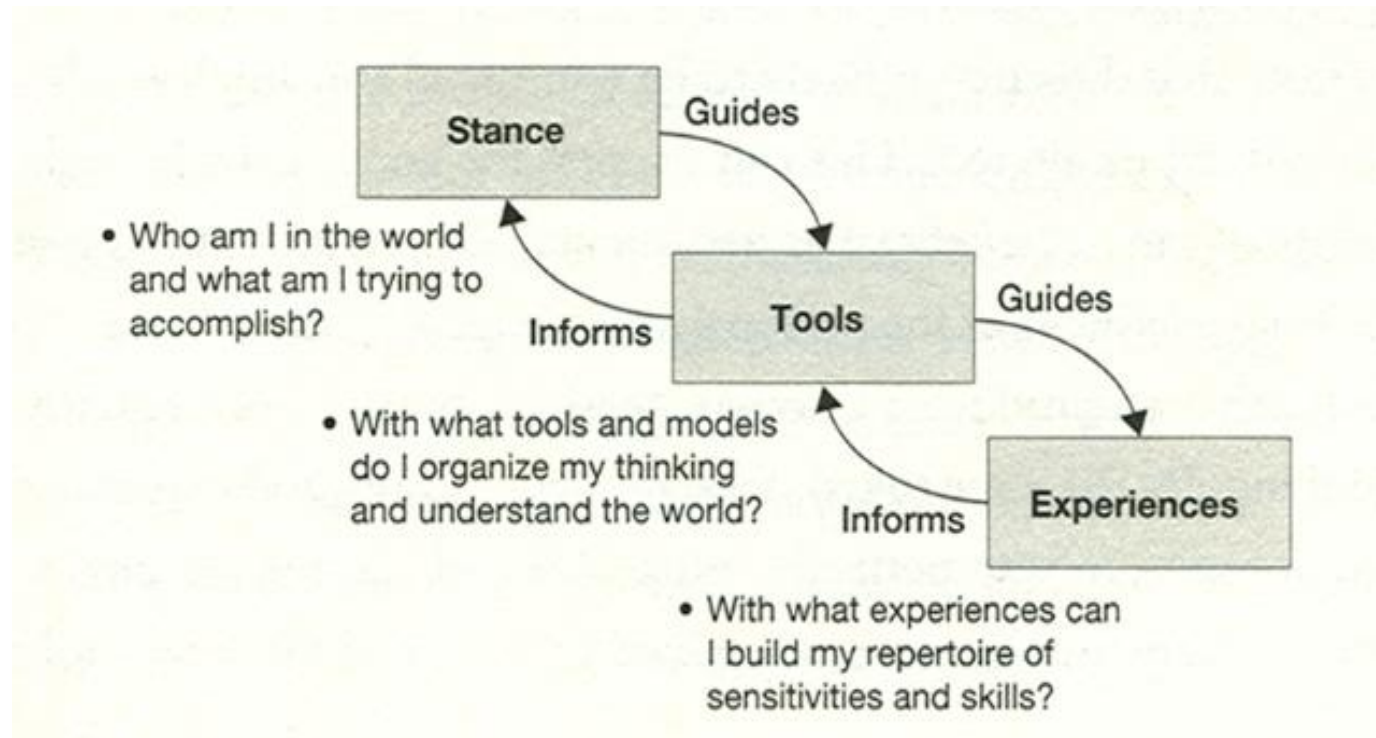 Stance
Guides
• Who am I in the world
and what am I trying to
accomplish?
Informs
Tools
Guides
• With what tools and models
do I organize my thinking
and understand the world?
Informs
Experiences
• With what experiences can
I build my repertoire of
sensitivities and skills?